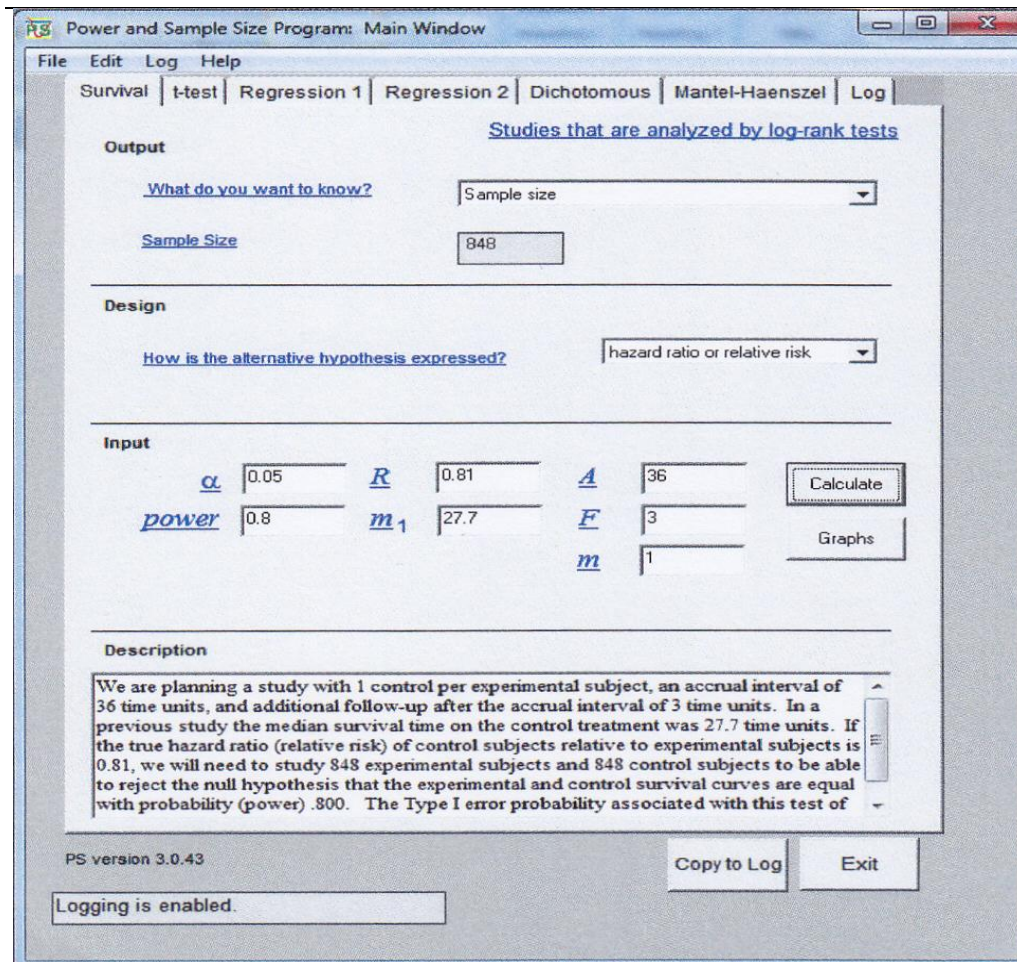 PS Power and Sample Size Program: Main Window
File Edit Log Help
Survival t-test Regression 1 Regression 2 Dichotomous Mantel-Haenszel Log
Studies that are analyzed by log-rank tests
Output
What do you want to know? Sample size
Sample Size 848
Design
How is the alternative hypothesis expressed? hazard ratio or relative risk
Input
α 0.05 R 0.81 A 36 Calculate
power 0.8 m1 27.7 F 3 Graphs
m 1
Description
We are planning a study with 1 control per experimental subject, an accrual interval of
36 time units, and additional follow-up after the accrual interval of 3 time units. In a
previous study the median survival time on the control treatment was 27.7 time units. If
the true hazard ratio (relative risk) of control subjects relative to experimental subjects is
0.81, we will need to study 848 experimental subjects and 848 control subjects to be able
to reject the null hypothesis that the experimental and control survival curves are equal
with probability (power) .800. The Type I error probability associated with this test of
PS version 3.0.43 Copy to Log Exit
Logging is enabled.